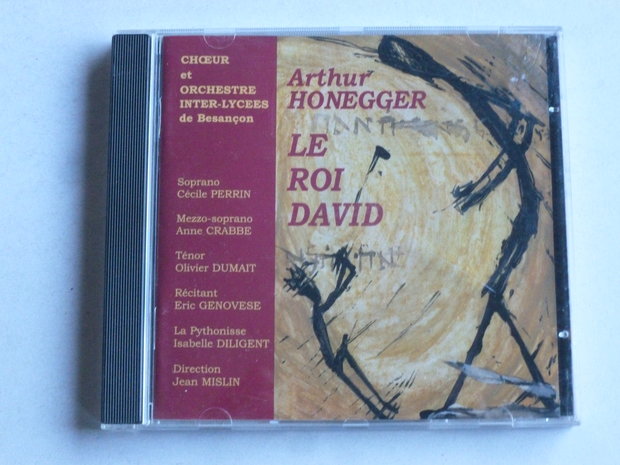 CHŒUR
et
ORCHESTRE
INTER-LYCEES
de Besançon
Soprano
Cécile PERRIN
Mezzo-soprano
Anne CRABBE
Ténor
Olivier DUMAIT
Récitant
Eric GENOVESE
La Pythonisse
Isabelle DILIGENT
Direction
Jean MISLIN
Arthur
HONEGGER
LE
ROI
DAVID